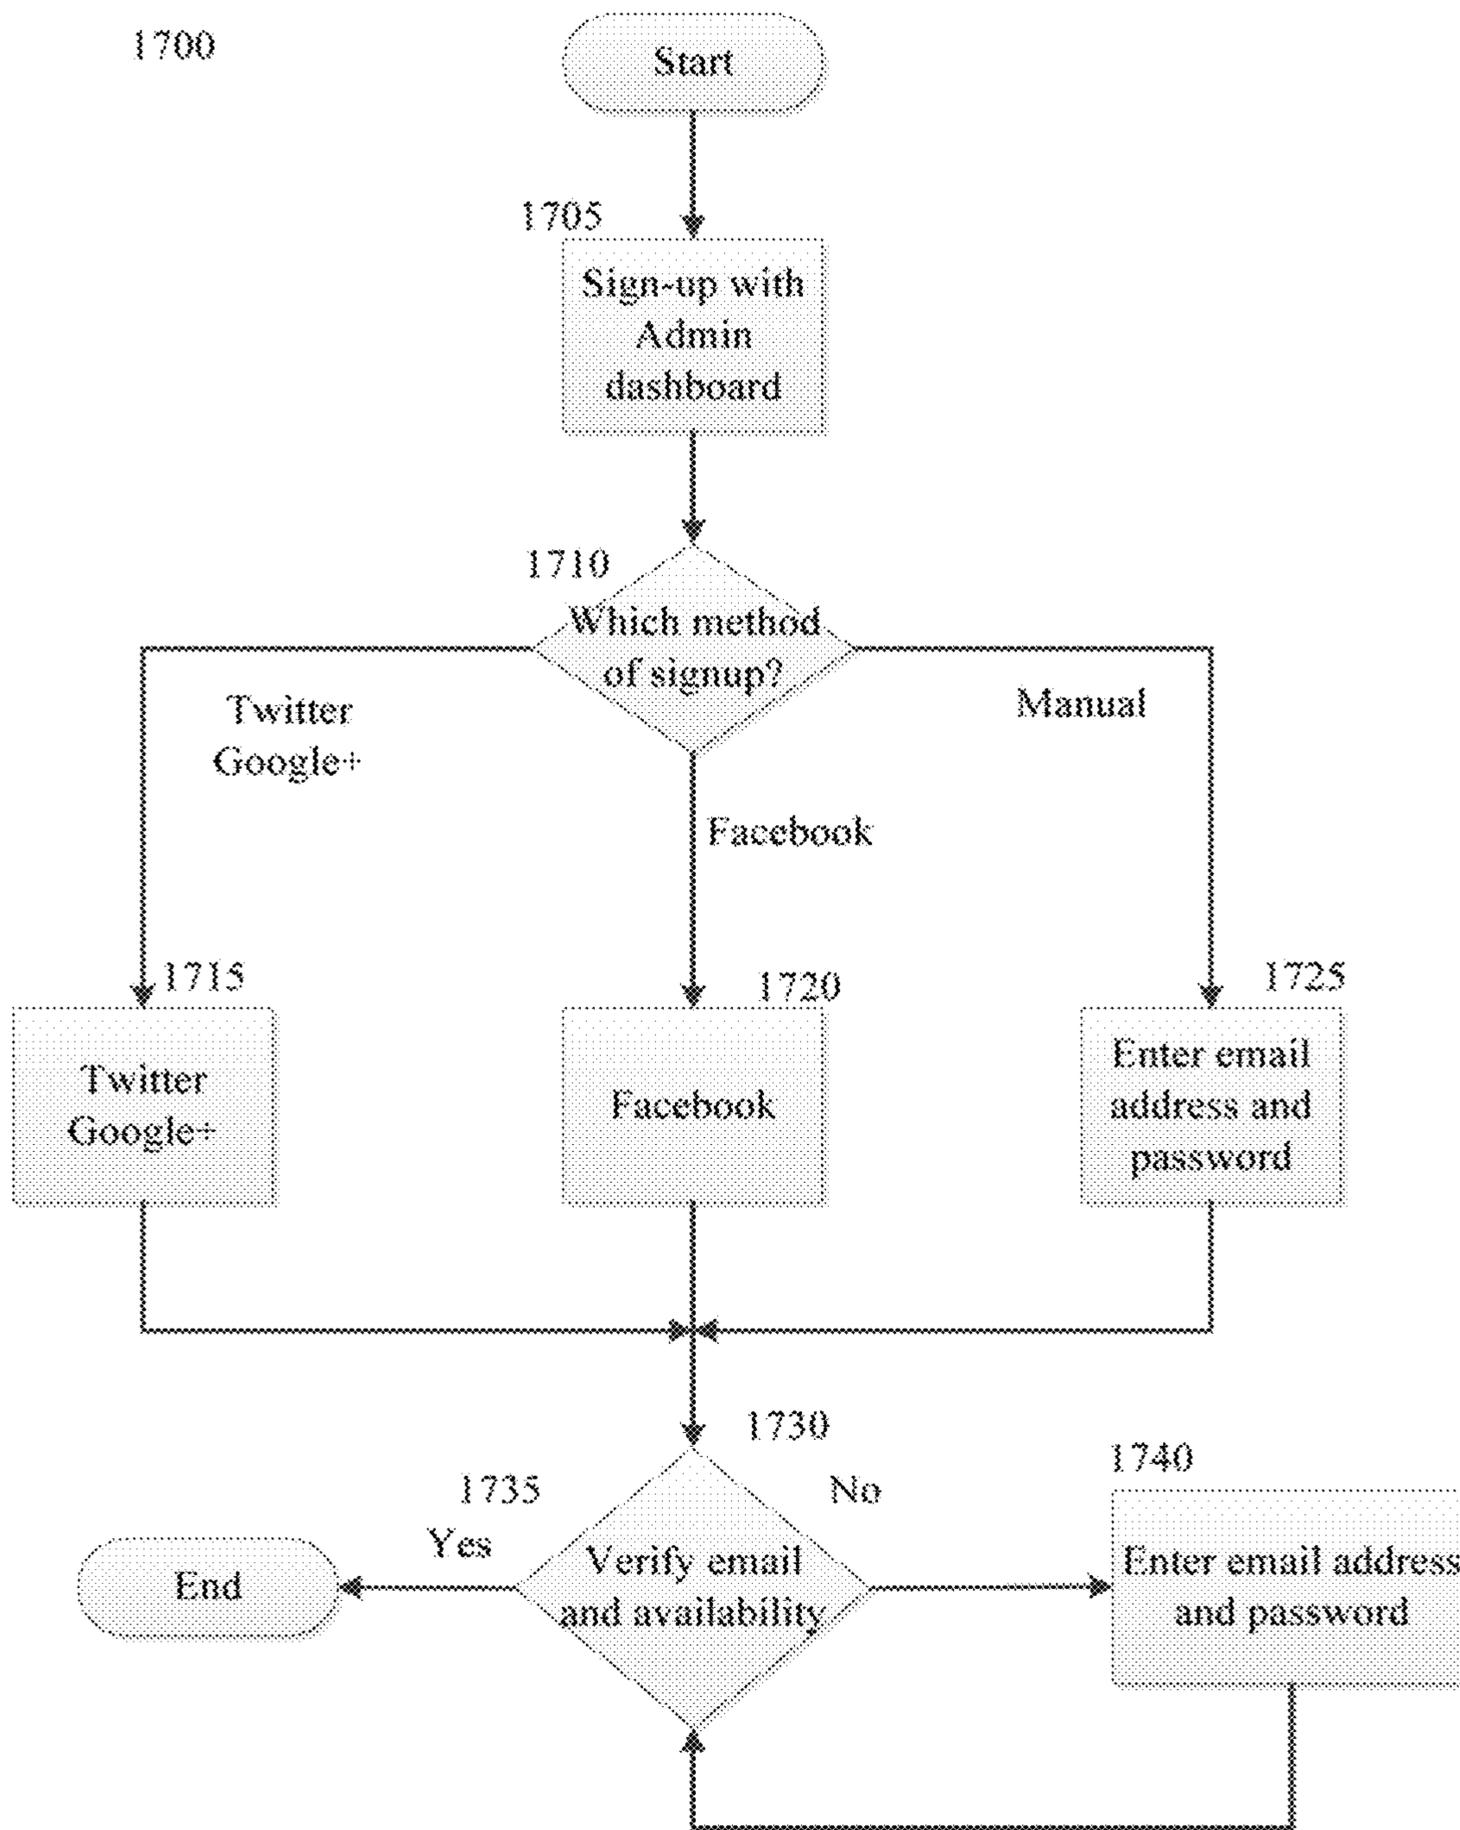 1700
Start
1705
Sign-up with
Admin
dashboard
1710
Which method
of signup?
Twitter
Google+
Manual
Facebook
1715
1720
1725
Twitter
Google+
Facebook
Enter email
address and
password
1730
1735
No
1740
Yes
End
Verify email
and availability
Enter email address
and password